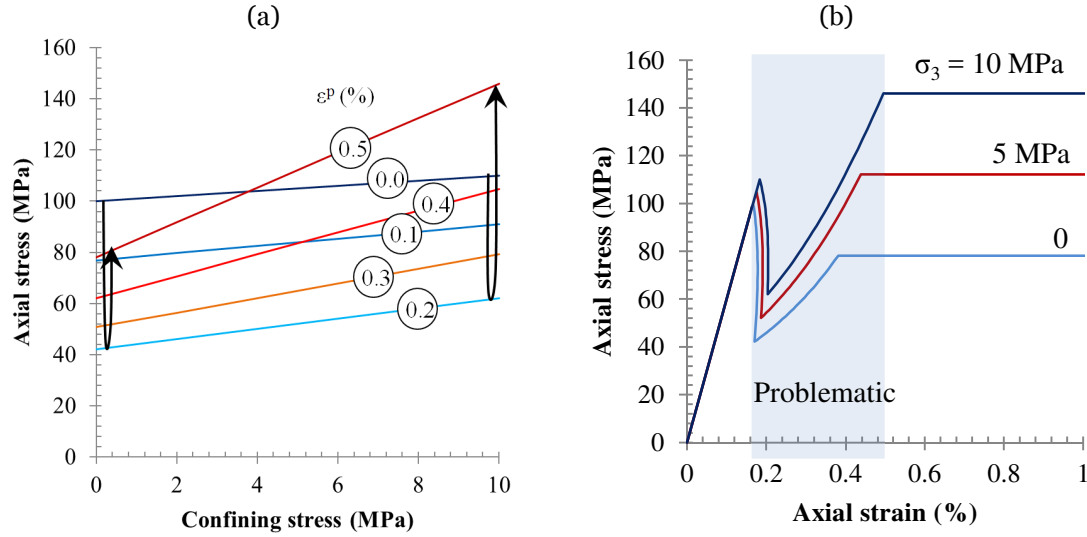 (a)
160
140
120
100
80
60
40
20
0
Axial stress (MPa)
εᵖ (%)
0.5
0.0
0.4
0.1
0.3
0.2
0 2 4 6 8 10
Confining stress (MPa)
(b)
160
140
120
100
80
60
40
20
0
Axial stress (MPa)
σ₃ = 10 MPa
5 MPa
0
Problematic
0 0.2 0.4 0.6 0.8 1
Axial strain (%)